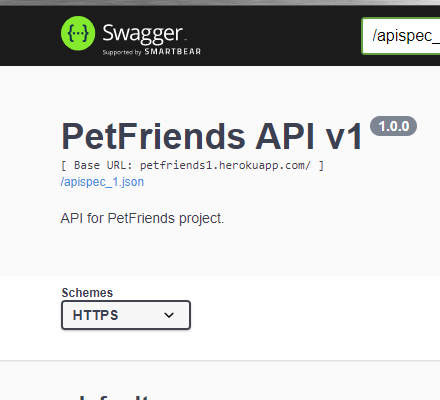 Swagger
Supported by SMARTBEAR
/apispec_
PetFriends API v1 1.0.0
[ Base URL: petfriends1.herokuapp.com/ ]
/apispec_1.json
API for PetFriends project.
Schemes
HTTPS
default